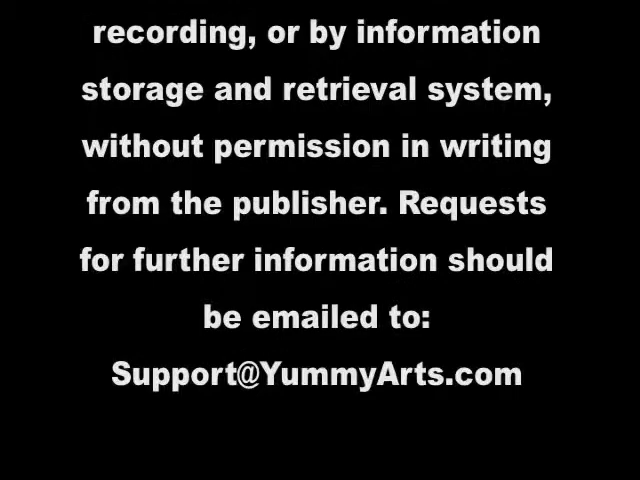 recording, or by information
storage and retrieval system,
without permission in writing
from the publisher. Requests
for further information should
be emailed to:
Support@YummyArts.com